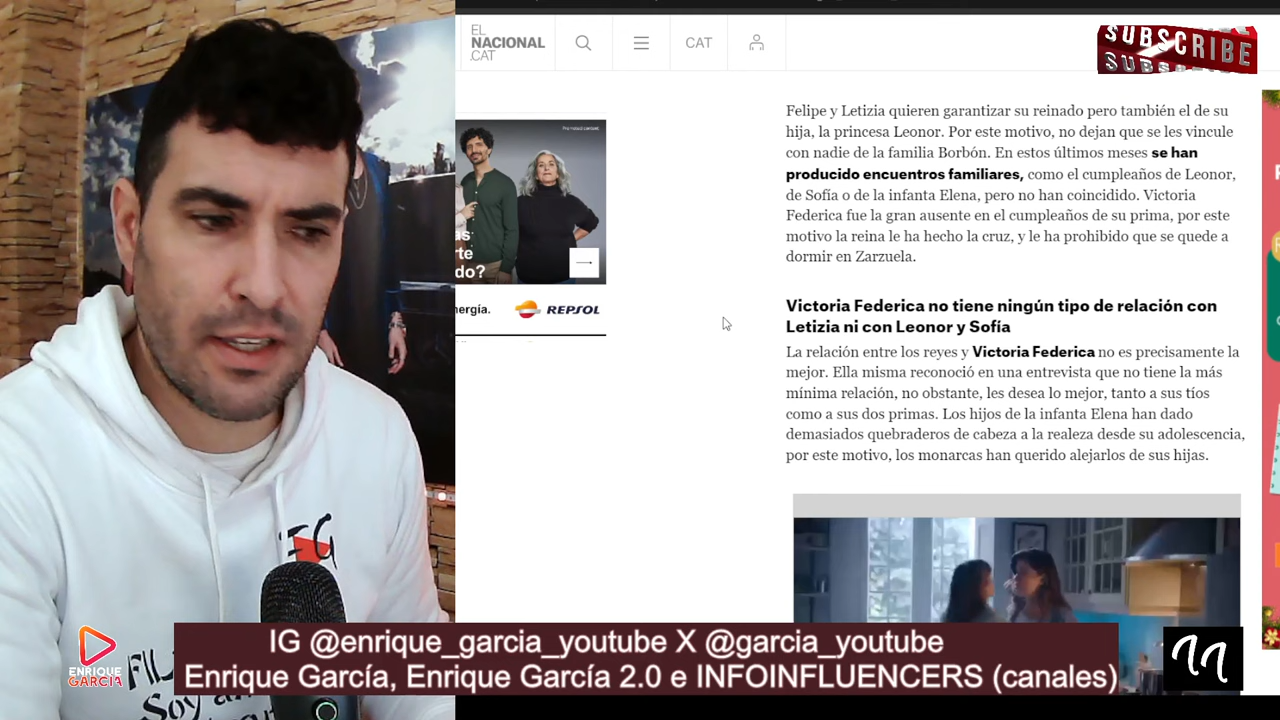 EL
NACIONAL
.CAT
CAT
SUBSCRIBE
Felipe y Letizia quieren garantizar su reinado pero también el de su
hija, la princesa Leonor. Por este motivo, no dejan que se les vincule
con nadie de la familia Borbón. En estos últimos meses se han
producido encuentros familiares, como el cumpleaños de Leonor,
de Sofía o de la infanta Elena, pero no han coincidido. Victoria
Federica fue la gran ausente en el cumpleaños de su prima, por este
motivo la reina le ha hecho la cruz, y le ha prohibido que se quede a
dormir en Zarzuela.
Victoria Federica no tiene ningún tipo de relación con
Letizia ni con Leonor y Sofía
La relación entre los reyes y Victoria Federica no es precisamente la
mejor. Ella misma reconoció en una entrevista que no tiene la más
mínima relación, no obstante, les desea lo mejor, tanto a sus tíos
como a sus dos primas. Los hijos de la infanta Elena han dado
demasiados quebraderos de cabeza a la realeza desde su adolescencia,
por este motivo, los monarcas han querido alejarlos de sus hijas.
as
rte
do?
nergía.
REPSOL
IG
Soy
ENRIQUE
GARCÍA
IG @enrique_garcia_youtube X @garcia_youtube
Enrique García, Enrique García 2.0 e INFOINFLUENCERS (canales)